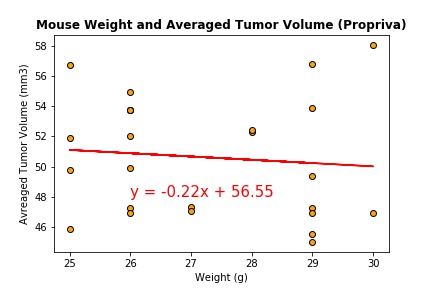 Mouse Weight and Averaged Tumor Volume (Propriva)
Avreaged Tumor Volume (mm3)
58
56
54
52
50
48
46
y = -0.22x + 56.55
25 26 27 28 29 30
Weight (g)